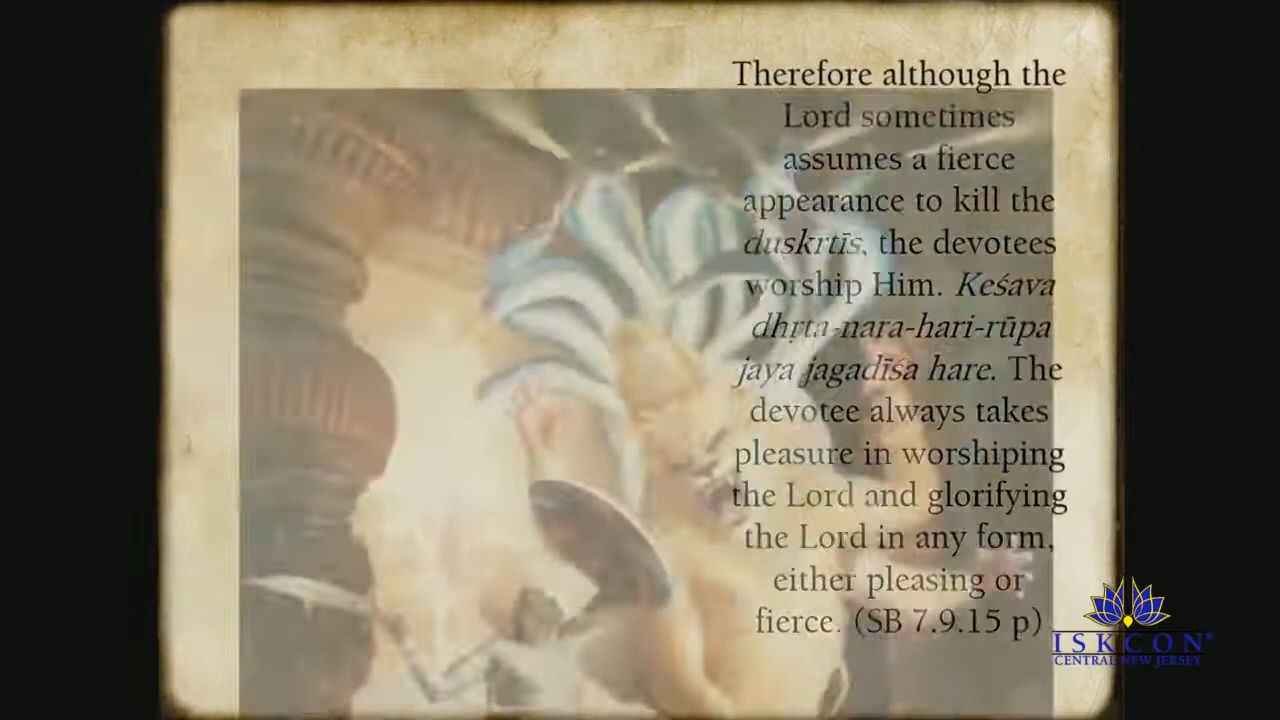 Therefore although the
Lord sometimes
assumes a fierce
appearance to kill the
duṣkrtīs, the devotees
worship Him. Keśava
dhṛta-nara-hari-rūpa
jaya jagadīśa hare. The
devotee always takes
pleasure in worshiping
the Lord and glorifying
the Lord in any form,
either pleasing or
fierce. (SB 7.9.15 p)
ISKCON®
CENTRAL NEW JERSEY